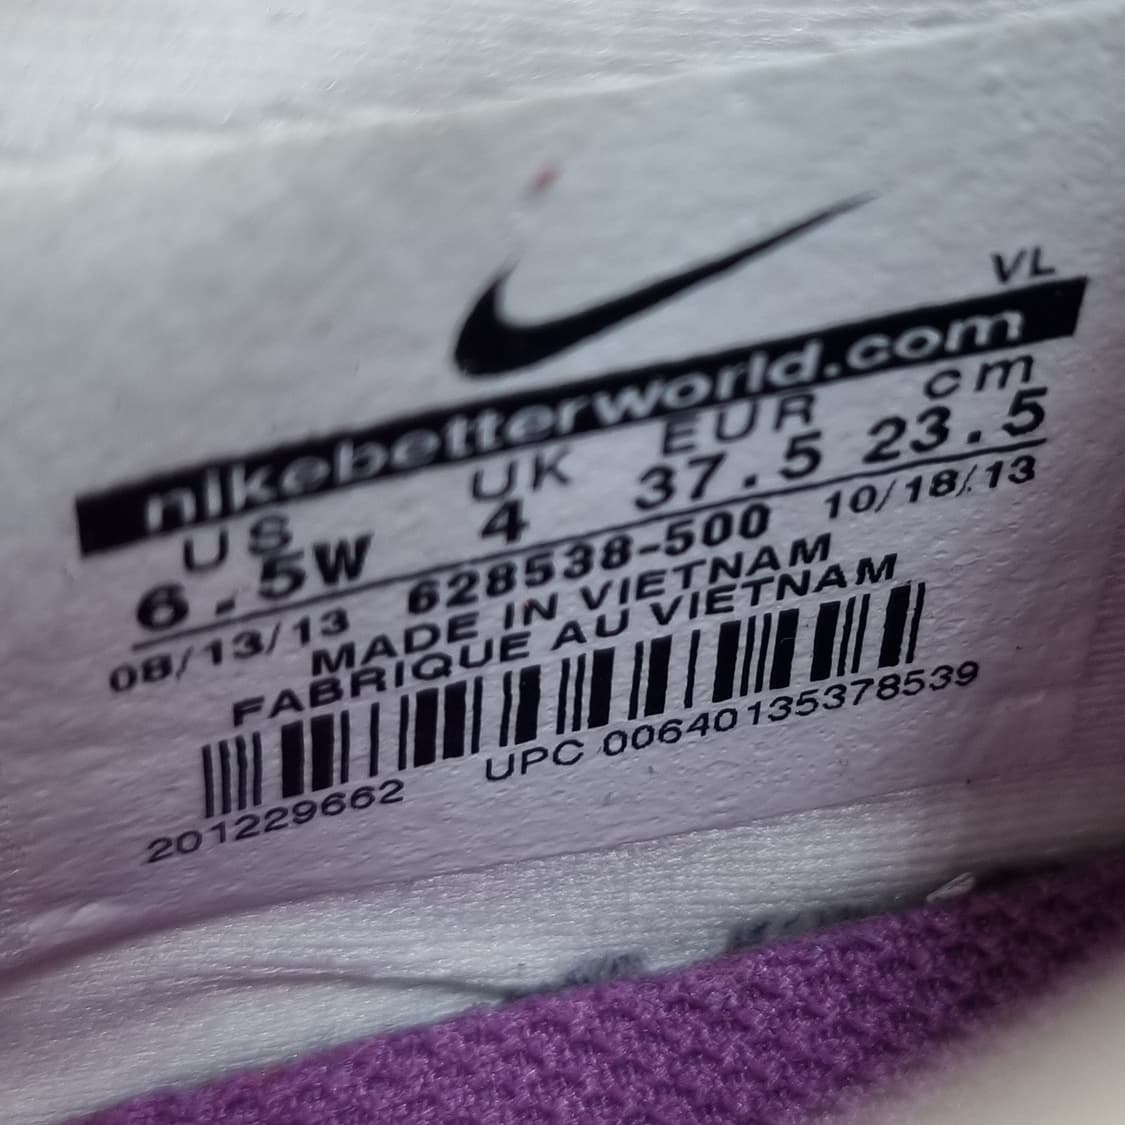 VL
nikebetterworld.com
US UK EUR cm
6.5W 4 37.5 23.5
08/13/13 628538-500 10/18/13
MADE IN VIETNAM
FABRIQUE AU VIETNAM
201229662 UPC 00640135378539